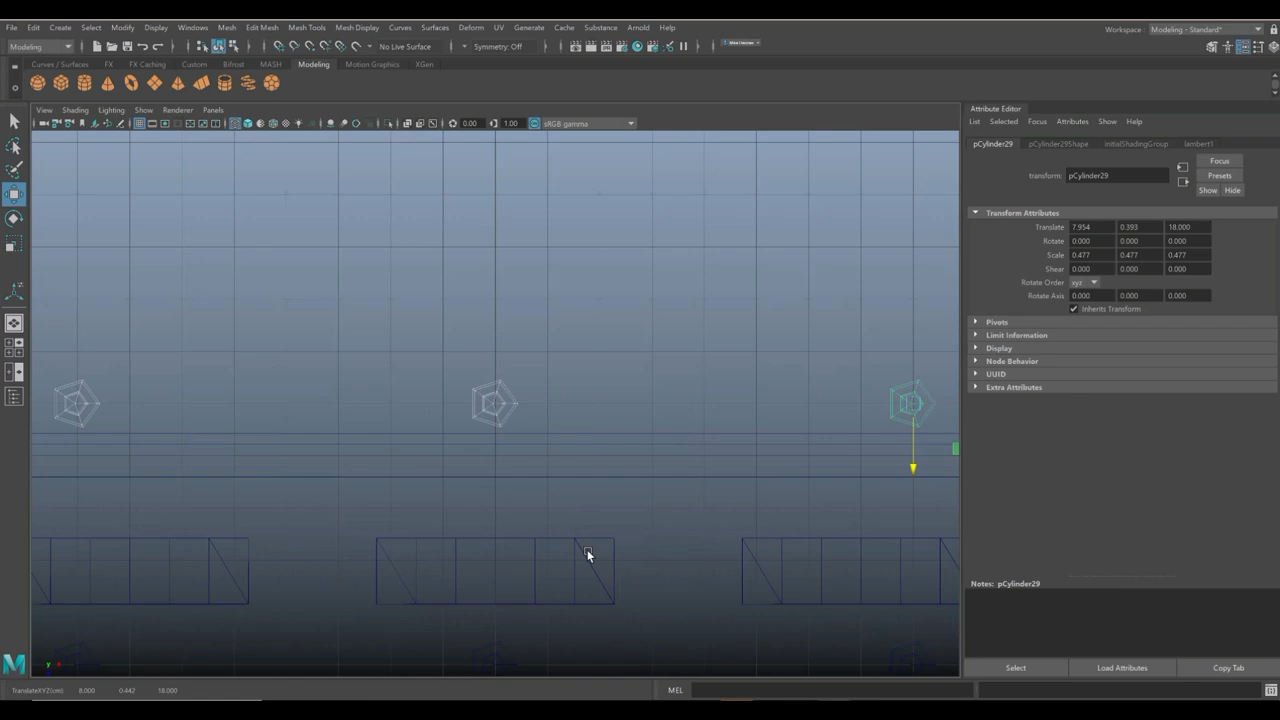 File Edit Create Select Modify Display Windows Mesh Edit Mesh Mesh Tools Mesh Display Curves Surfaces Deform UV Generate Cache Substance Arnold Help
Workspace: Modeling - Standard*
Modeling No Live Surface Symmetry: Off
Curves / Surfaces FX FX Caching Custom Bifrost MASH Modeling Motion Graphics XGen
View Shading Lighting Show Renderer Panels
0.00 1.00 sRGB gamma
Attribute Editor
List Selected Focus Attributes Show Help
pCylinder29 pCylinder29Shape initialShadingGroup lambert1
Focus
transform: pCylinder29 Presets
Show Hide
Transform Attributes
Translate 7.954 0.393 18.000
Rotate 0.000 0.000 0.000
Scale 0.477 0.477 0.477
Shear 0.000 0.000 0.000
Rotate Order xyz
Rotate Axis 0.000 0.000 0.000
Inherits Transform
Pivots
Limit Information
Display
Node Behavior
UUID
Extra Attributes
Notes: pCylinder29
y x
Select Load Attributes Copy Tab
TranslateXYZ(cm): 8.000 0.442 18.000 MEL